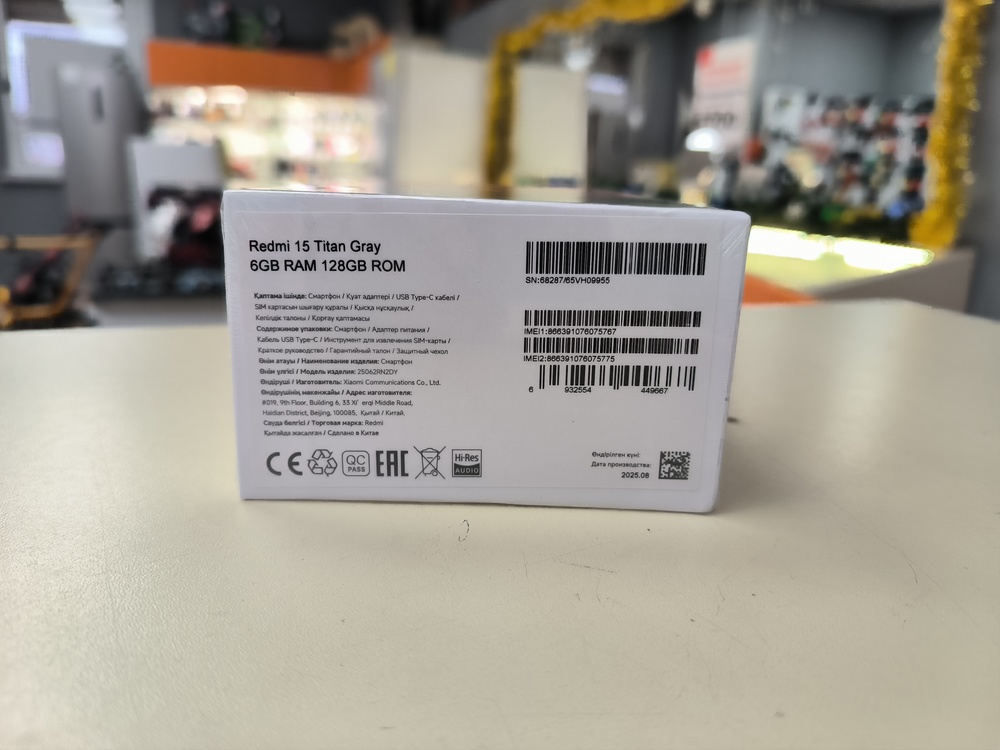 Redmi 15 Titan Gray
6GB RAM 128GB ROM
Қаптама ішінде: Смартфон / Қуат адаптері / USB Type-C кабелі /
SIM картасын шығару құралы / Қысқа нұсқаулық /
Кепілдік талоны / Қорғау қаптамасы
Содержимое упаковки: Смартфон / Адаптер питания /
Кабель USB Type-C / Инструмент для извлечения SIM-карты /
Краткое руководство / Гарантийный талон / Защитный чехол
Өнім атауы / Наименование изделия: Смартфон
Өнім үлгісі / Модель изделия: 25062RN2DY
Өндіруші / Изготовитель: Xiaomi Communications Co., Ltd.
Өндірушінің мекенжайы / Адрес изготовителя:
#019, 9th Floor, Building 6, 33 Xi'erqi Middle Road,
Haidian District, Beijing, 100085, Қытай / Китай.
Сауда белгісі / Торговая марка: Redmi
Қытайда жасалған / Сделано в Китае
CE
QC PASS
EAC
Hi-Res
AUDIO
SN:68287/65VH09955
IMEI1:866391076075767
IMEI2:866391076075775
6 932554 449667
Өндірілген күні:
Дата производства:
2025.08